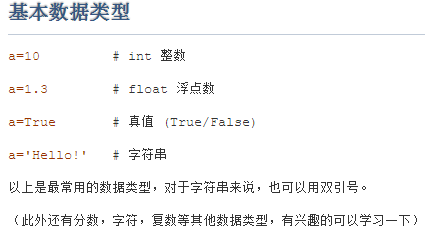 基本数据类型
a=10 # int 整数
a=1.3 # float 浮点数
a=True # 真值 (True/False)
a='Hello!' # 字符串
以上是最常用的数据类型，对于字符串来说，也可以用双引号。
（此外还有分数，字符，复数等其他数据类型，有兴趣的可以学习一下）